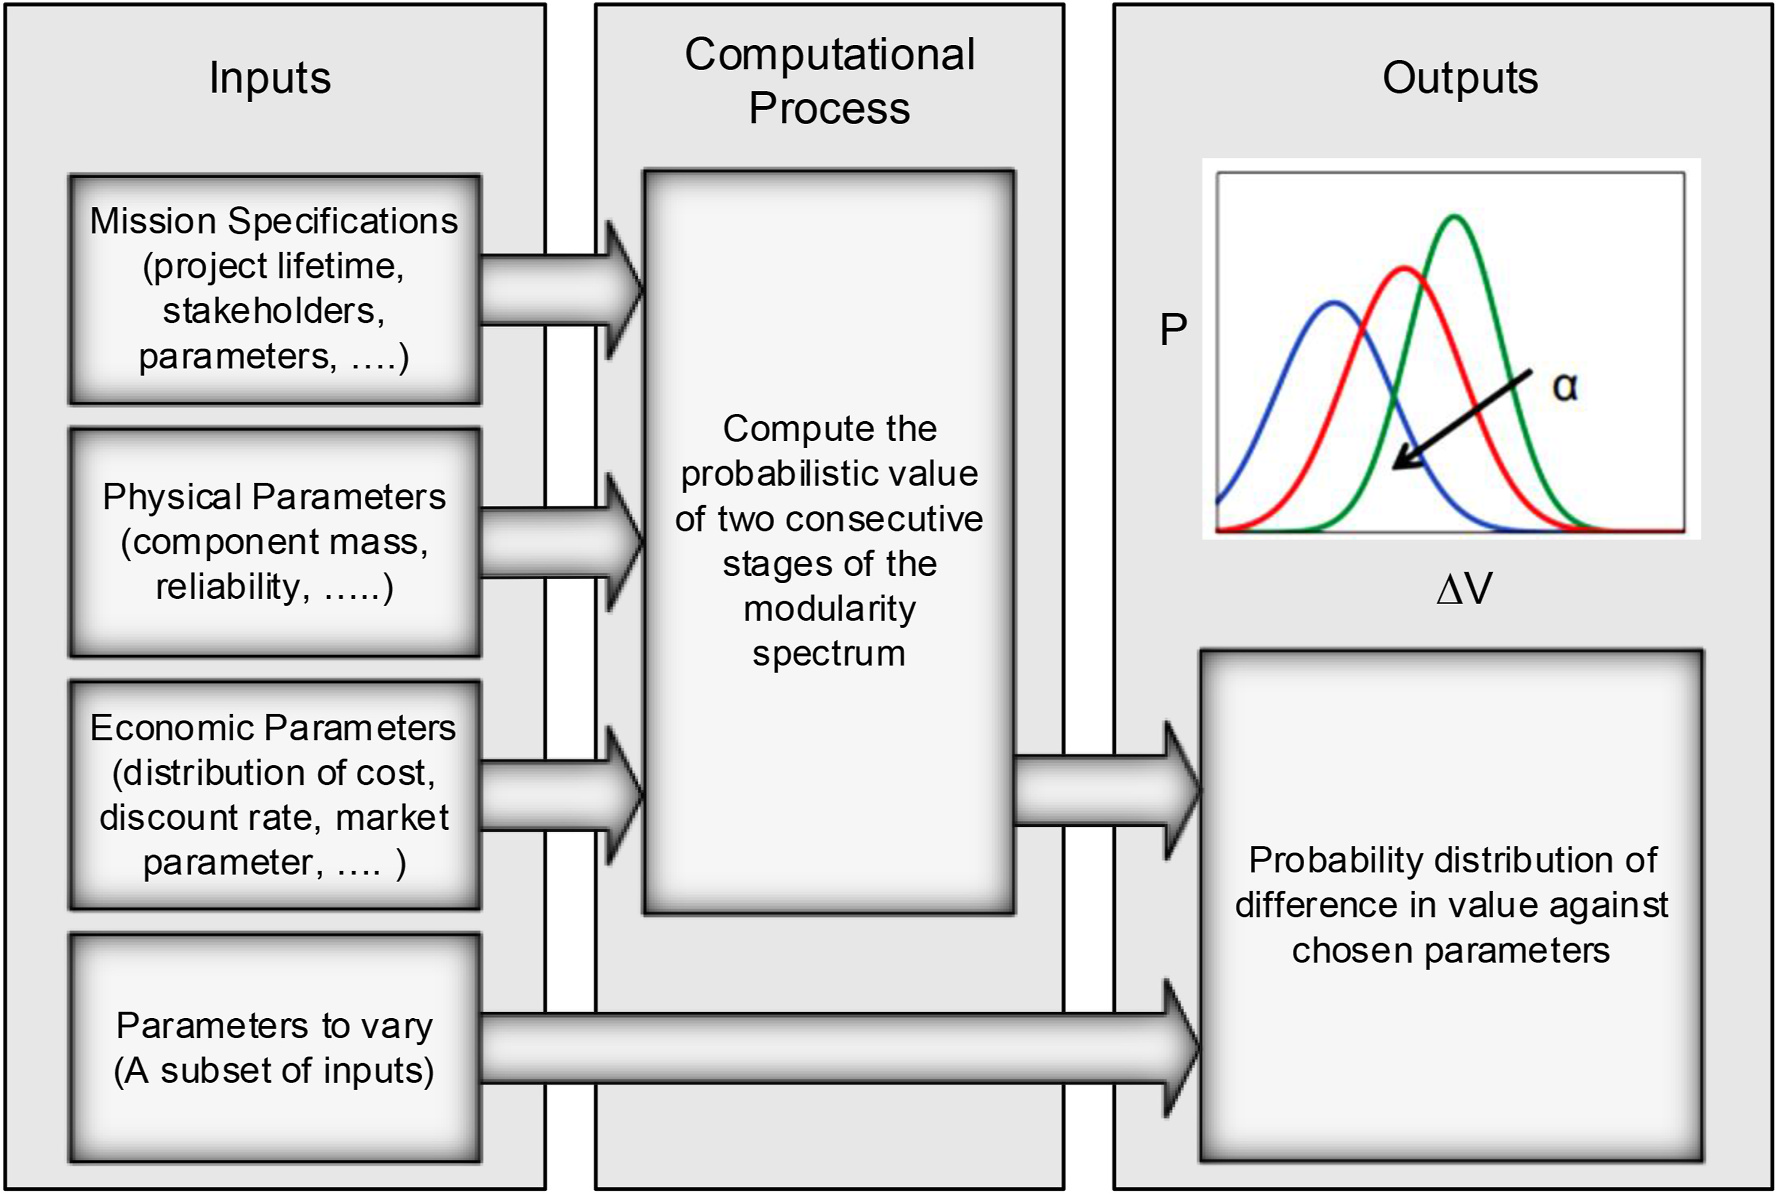 Inputs
Mission Specifications
(project lifetime,
stakeholders,
parameters, ....)
Physical Parameters
(component mass,
reliability, .....)
Economic Parameters
(distribution of cost,
discount rate, market
parameter, .... )
Parameters to vary
(A subset of inputs)
Computational
Process
Compute the
probabilistic value
of two consecutive
stages of the
modularity
spectrum
Outputs
P
α
ΔV
Probability distribution of
difference in value against
chosen parameters